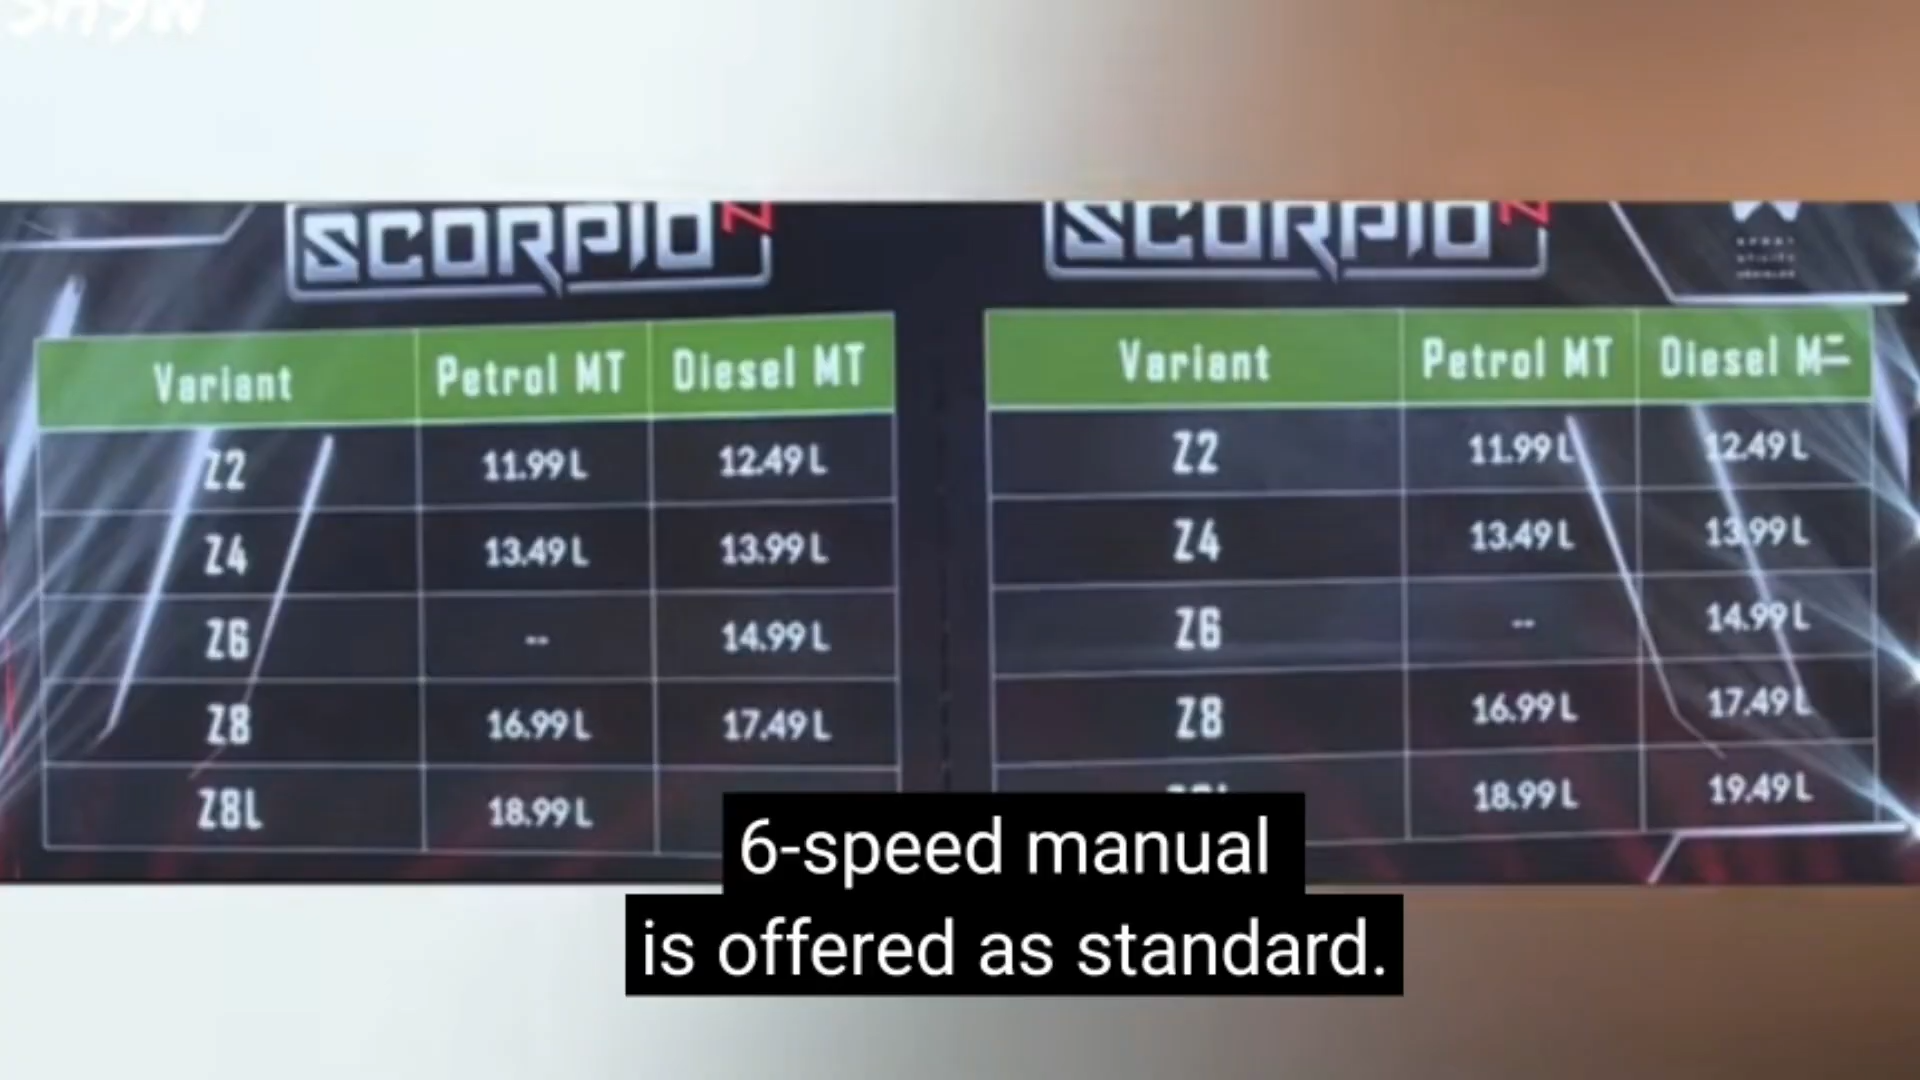 SCORPIO N
Variant Petrol MT Diesel MT
Z2 11.99 L 12.49 L
Z4 13.49 L 13.99 L
Z6 -- 14.99 L
Z8 16.99 L 17.49 L
Z8L 18.99 L
SCORPIO N
Variant Petrol MT Diesel MT
Z2 11.99 L 12.49 L
Z4 13.49 L 13.99 L
Z6 -- 14.99 L
Z8 16.99 L 17.49 L
18.99 L 19.49 L
6-speed manual
is offered as standard.